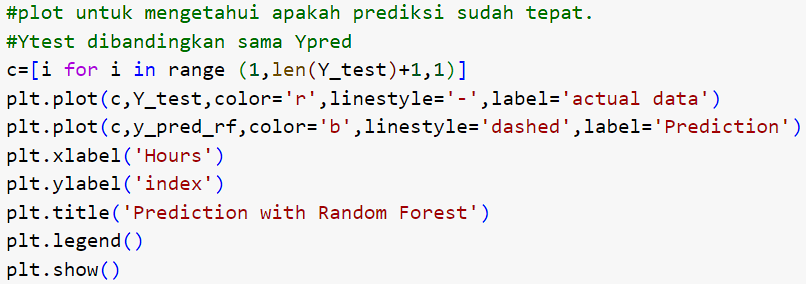 #plot untuk mengetahui apakah prediksi sudah tepat.
#Ytest dibandingkan sama Ypred
c=[i for i in range (1,len(Y_test)+1,1)]
plt.plot(c,Y_test,color='r',linestyle='-',label='actual data')
plt.plot(c,y_pred_rf,color='b',linestyle='dashed',label='Prediction')
plt.xlabel('Hours')
plt.ylabel('index')
plt.title('Prediction with Random Forest')
plt.legend()
plt.show()